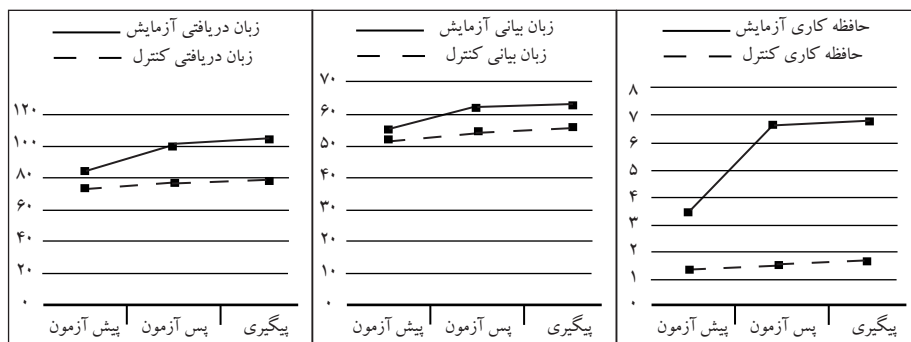 زبان دریافتی آزمایش
زبان دریافتی کنترل
۱۲۰
۱۰۰
۸۰
۶۰
۴۰
۲۰
۰
پیش آزمون
پس آزمون
پیگیری
زبان بیانی آزمایش
زبان بیانی کنترل
۷۰
۶۰
۵۰
۴۰
۳۰
۲۰
۱۰
۰
پیش آزمون
پس آزمون
پیگیری
حافظه کاری آزمایش
حافظه کاری کنترل
۸
۷
۶
۵
۴
۳
۲
۱
۰
پیش آزمون
پس آزمون
پیگیری